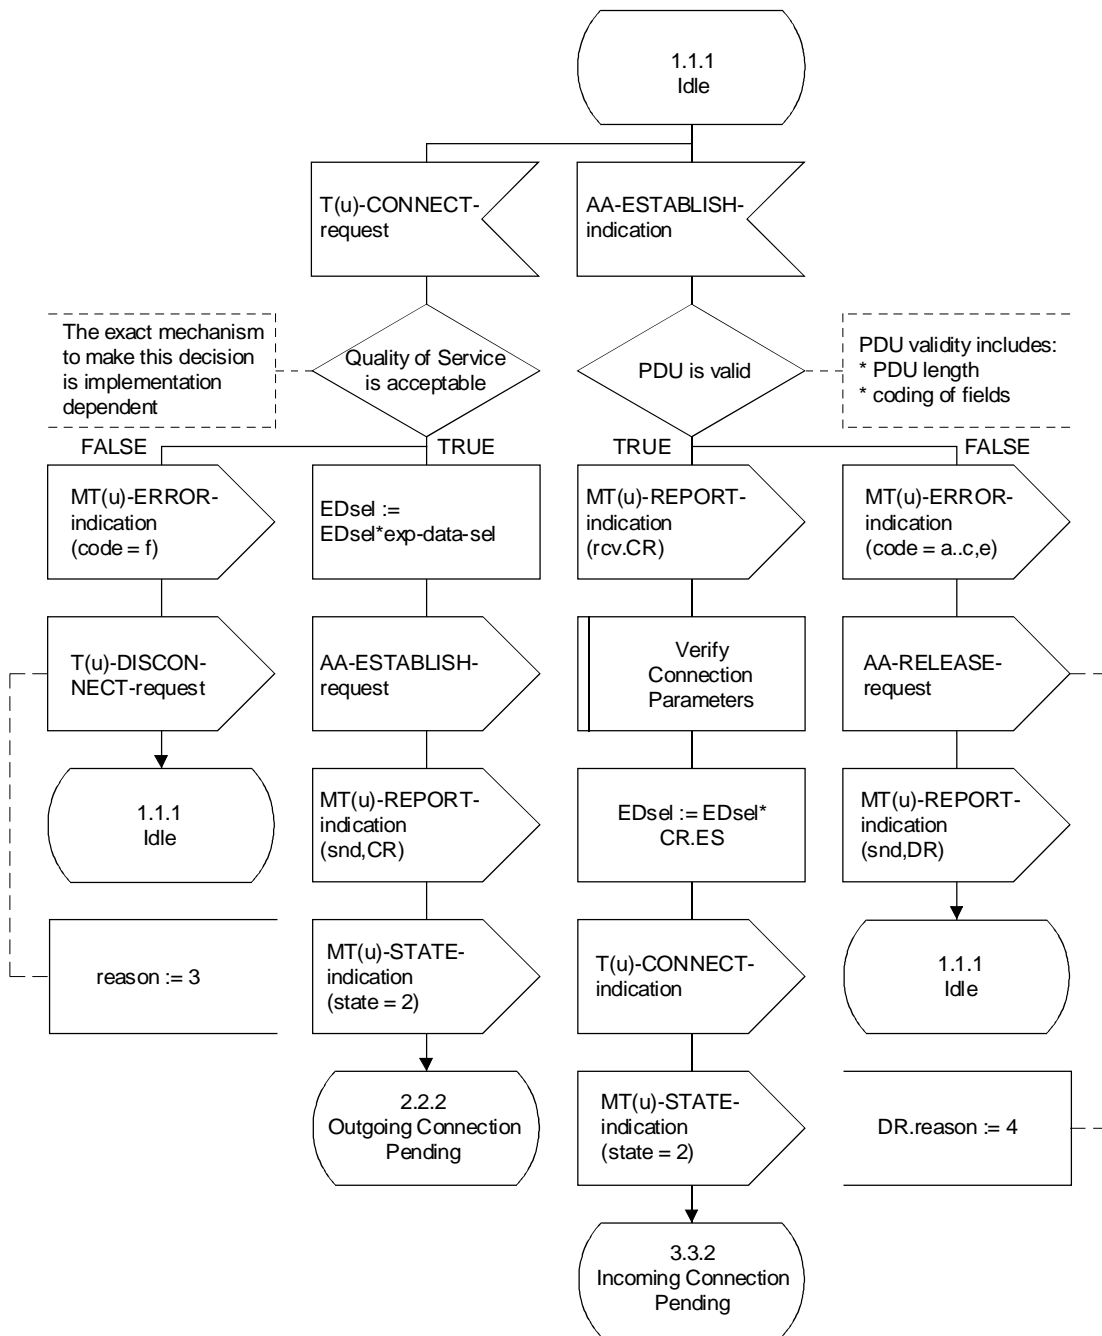 1.1.1
Idle
T(u)-CONNECT-
request
AA-ESTABLISH-
indication
The exact mechanism
to make this decision
is implementation
dependent
Quality of Service
is acceptable
PDU is valid
PDU validity includes:
* PDU length
* coding of fields
FALSE
TRUE
TRUE
FALSE
MT(u)-ERROR-
indication
(code = f)
EDsel :=
EDsel*exp-data-sel
MT(u)-REPORT-
indication
(rcv.CR)
MT(u)-ERROR-
indication
(code = a..c,e)
T(u)-DISCON-
NECT-request
AA-ESTABLISH-
request
Verify
Connection
Parameters
AA-RELEASE-
request
1.1.1
Idle
MT(u)-REPORT-
indication
(snd,CR)
EDsel := EDsel*
CR.ES
MT(u)-REPORT-
indication
(snd,DR)
reason := 3
MT(u)-STATE-
indication
(state = 2)
T(u)-CONNECT-
indication
1.1.1
Idle
2.2.2
Outgoing Connection
Pending
MT(u)-STATE-
indication
(state = 2)
DR.reason := 4
3.3.2
Incoming Connection
Pending